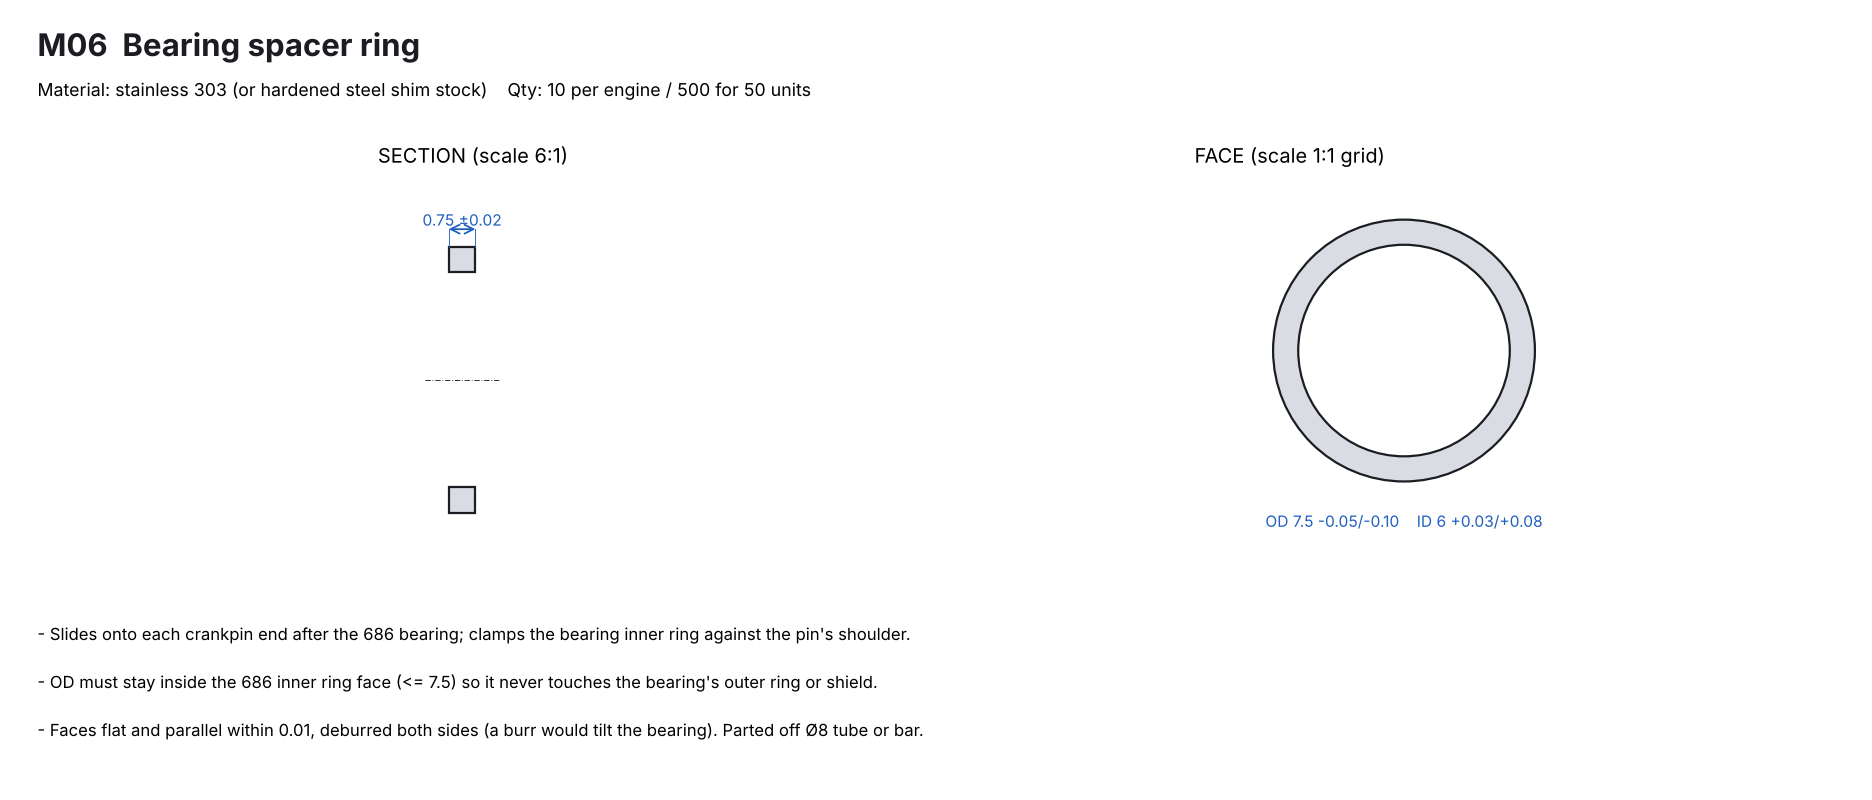 M06 Bearing spacer ring
Material: stainless 303 (or hardened steel shim stock) Qty: 10 per engine / 500 for 50 units
SECTION (scale 6:1)
FACE (scale 1:1 grid)
0.75 ±0.02
OD 7.5 -0.05/-0.10 ID 6 +0.03/+0.08
- Slides onto each crankpin end after the 686 bearing; clamps the bearing inner ring against the pin's shoulder.
- OD must stay inside the 686 inner ring face (<= 7.5) so it never touches the bearing's outer ring or shield.
- Faces flat and parallel within 0.01, deburred both sides (a burr would tilt the bearing). Parted off Ø8 tube or bar.